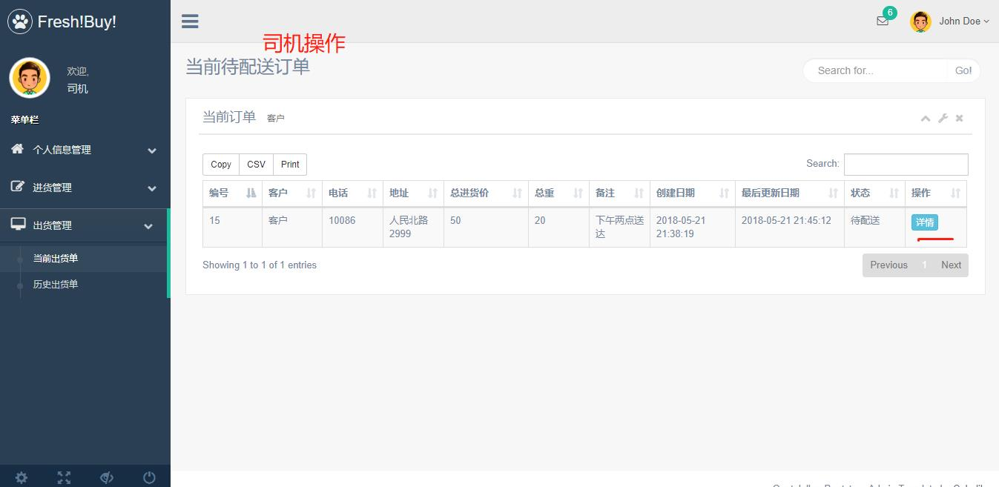 Fresh!Buy!
6
John Doe
司机操作
当前待配送订单
Search for...
Go!
欢迎,
司机
菜单栏
个人信息管理
进货管理
出货管理
当前出货单
历史出货单
当前订单 客户
Copy CSV Print
Search:
编号 客户 电话 地址 总进货价 总重 备注 创建日期 最后更新日期 状态 操作
15 客户 10086 人民北路 50 20 下午两点送 2018-05-21 2018-05-21 21:45:12 待配送 详情
2999 达 21:38:19
Showing 1 to 1 of 1 entries
Previous 1 Next